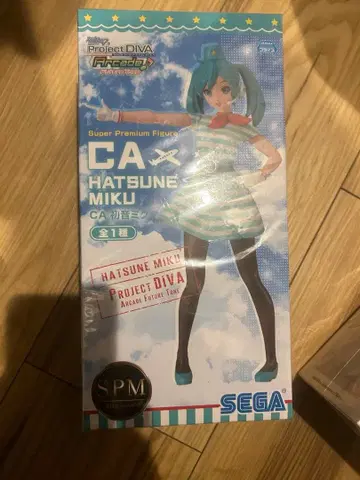 Project DIVA
Arcade
Super Premium Figure
CA
HATSUNE
MIKU
CA 初音ミク
全1種
HATSUNE MIKU
PROJECT DIVA
ARCADE FUTURE TONE
SPM
SEGA